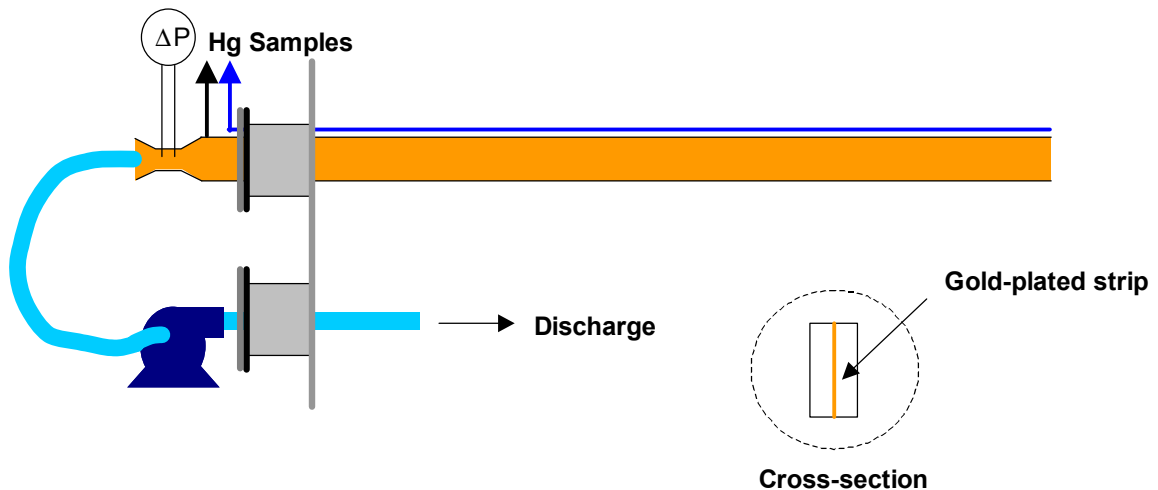 ΔP
Hg Samples
Gold-plated strip
Discharge
Cross-section